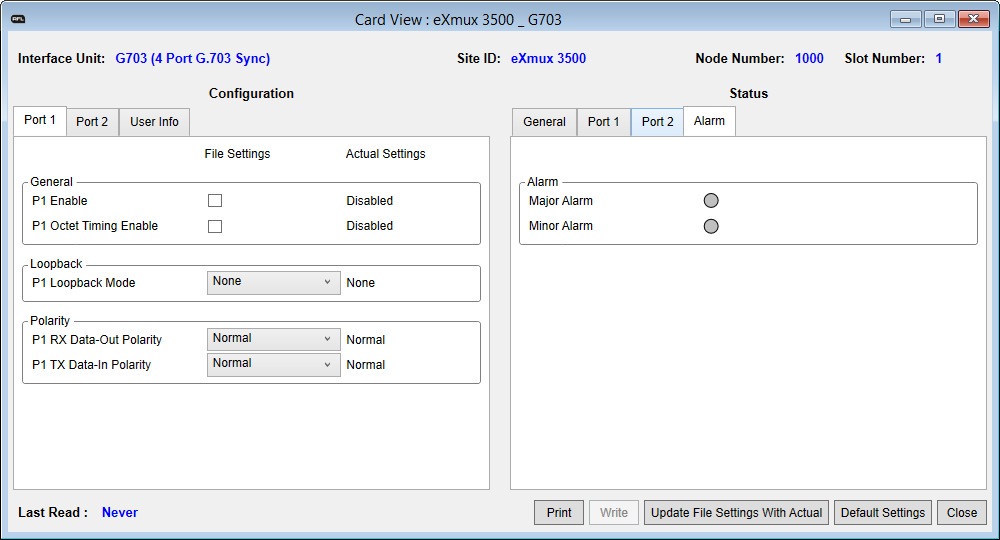 RFL
Card View : eXmux 3500 _ G703
Interface Unit: G703 (4 Port G.703 Sync) Site ID: eXmux 3500 Node Number: 1000 Slot Number: 1
Configuration
Port 1 Port 2 User Info
File Settings Actual Settings
General
P1 Enable Disabled
P1 Octet Timing Enable Disabled
Loopback
P1 Loopback Mode None None
Polarity
P1 RX Data-Out Polarity Normal Normal
P1 TX Data-In Polarity Normal Normal
Status
General Port 1 Port 2 Alarm
Alarm
Major Alarm
Minor Alarm
Last Read : Never
Print Write Update File Settings With Actual Default Settings Close